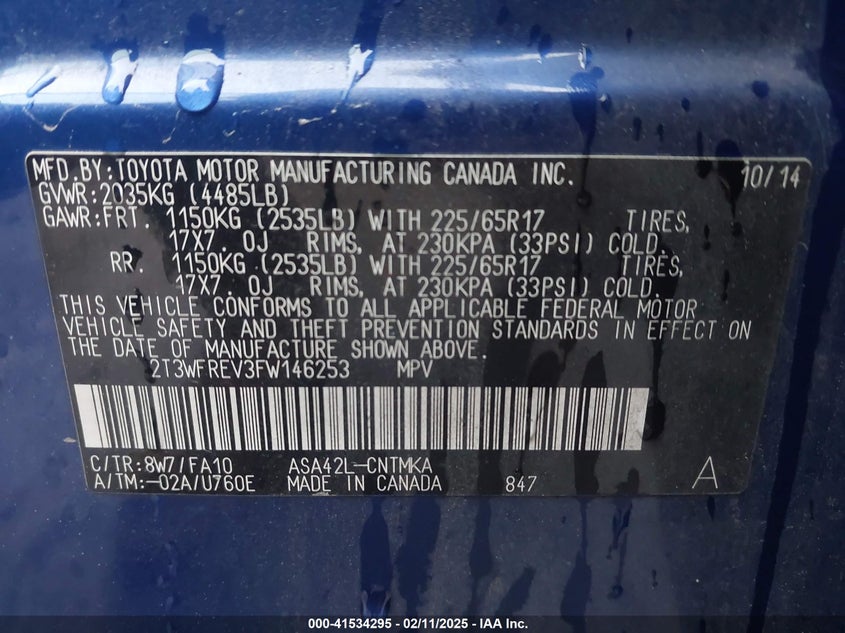 MFD.BY:TOYOTA MOTOR MANUFACTURING CANADA INC. 10/14
GVWR:2035KG (4485LB)
GAWR:FRT. 1150KG (2535LB) WITH 225/65R17 TIRES,
17X7.0J RIMS, AT 230KPA (33PSI) COLD.
RR. 1150KG (2535LB) WITH 225/65R17 TIRES,
17X7.0J RIMS, AT 230KPA (33PSI) COLD.
THIS VEHICLE CONFORMS TO ALL APPLICABLE FEDERAL MOTOR
VEHICLE SAFETY AND THEFT PREVENTION STANDARDS IN EFFECT ON
THE DATE OF MANUFACTURE SHOWN ABOVE.
2T3WFREV3FW146253 MPV
C/TR:8W7/FA10 ASA42L-CNTMKA A
A/TM:-02A/U760E MADE IN CANADA 847
000-41534295 - 02/11/2025 - IAA Inc.